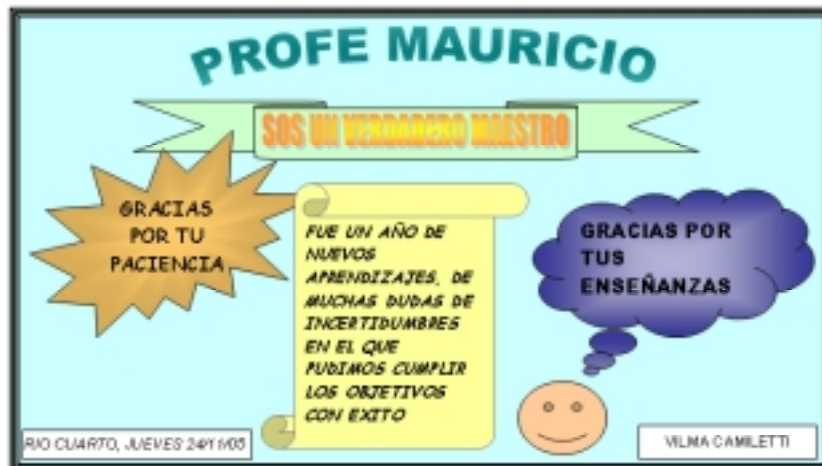 PROFE MAURICIO
SOS UN VERDADERO MAESTRO
GRACIAS
POR TU
PACIENCIA
FUE UN AÑO DE
NUEVOS
APRENDIZAJES, DE
MUCHAS DUDAS DE
INCERTIDUMBRES
EN EL QUE
PUDIMOS CUMPLIR
LOS OBJETIVOS
CON EXITO
GRACIAS POR
TUS
ENSEÑANZAS
RIO CUARTO, JUEVES 24/11/05
VILMA CAMILETTI